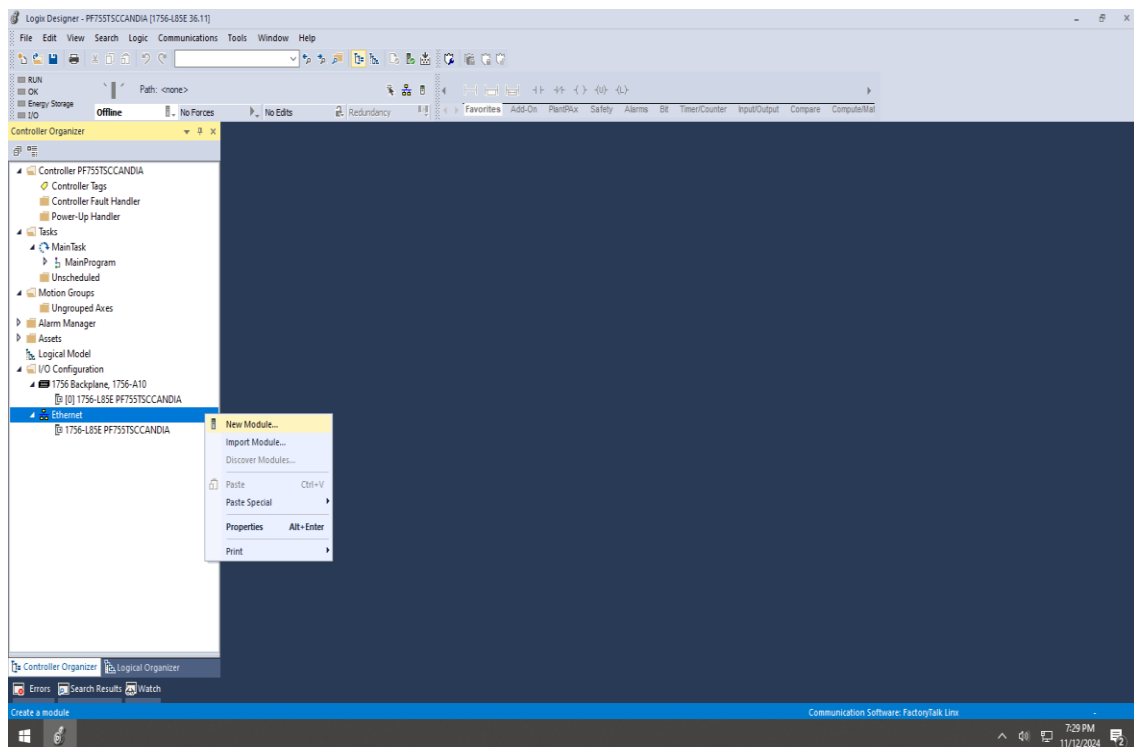 Logix Designer - PF755TSCCANDIA [1756-L85E 36.11]
File Edit View Search Logic Communications Tools Window Help
RUN
OK
Energy Storage
I/O
Path: <none>
Offline
No Forces
No Edits
Redundancy
Favorites Add-On PlantPAx Safety Alarms Bit Timer/Counter Input/Output Compare Compute/Mat
Controller Organizer
Controller PF755TSCCANDIA
Controller Tags
Controller Fault Handler
Power-Up Handler
Tasks
MainTask
MainProgram
Unscheduled
Motion Groups
Ungrouped Axes
Alarm Manager
Assets
Logical Model
I/O Configuration
1756 Backplane, 1756-A10
[0] 1756-L85E PF755TSCCANDIA
Ethernet
1756-L85E PF755TSCCANDIA
New Module...
Import Module...
Discover Modules...
Paste Ctrl+V
Paste Special
Properties Alt+Enter
Print
Controller Organizer Logical Organizer
Errors Search Results Watch
Create a module
Communication Software: FactoryTalk Linx
7:29 PM
11/12/2024
2